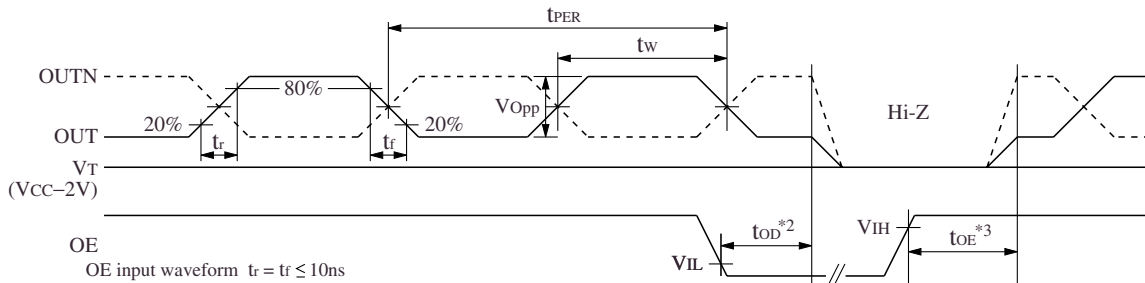 tPER
tW
OUTN
80%
VOpp
Hi-Z
20%
20%
OUT
tr
tf
VT
(VCC−2V)
OE
tOD*2
VIH
tOE*3
VIL
OE input waveform tr = tf ≤ 10ns